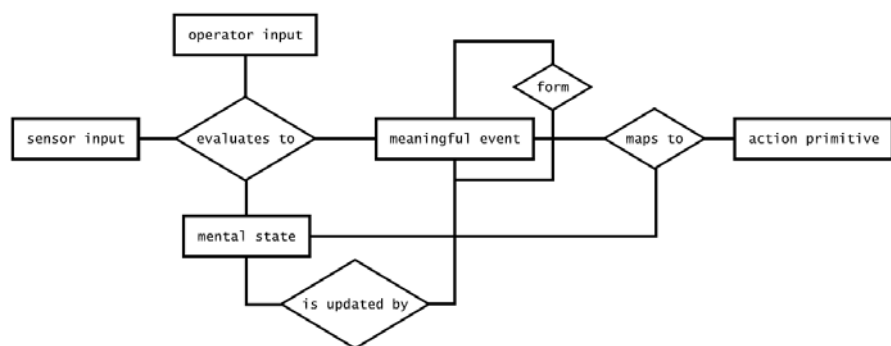 operator input
form
sensor input
evaluates to
meaningful event
maps to
action primitive
mental state
is updated by